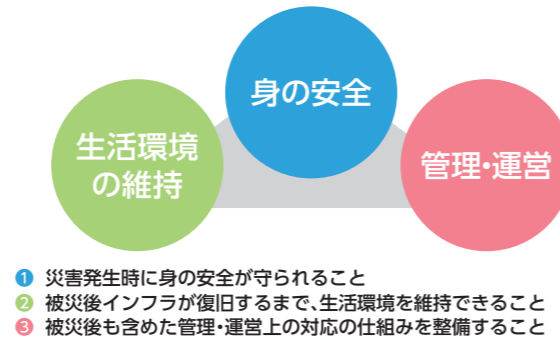 身の安全
生活環境
の維持
管理・運営
❶ 災害発生時に身の安全が守られること
❷ 被災後インフラが復旧するまで、生活環境を維持できること
❸ 被災後も含めた管理・運営上の対応の仕組みを整備すること